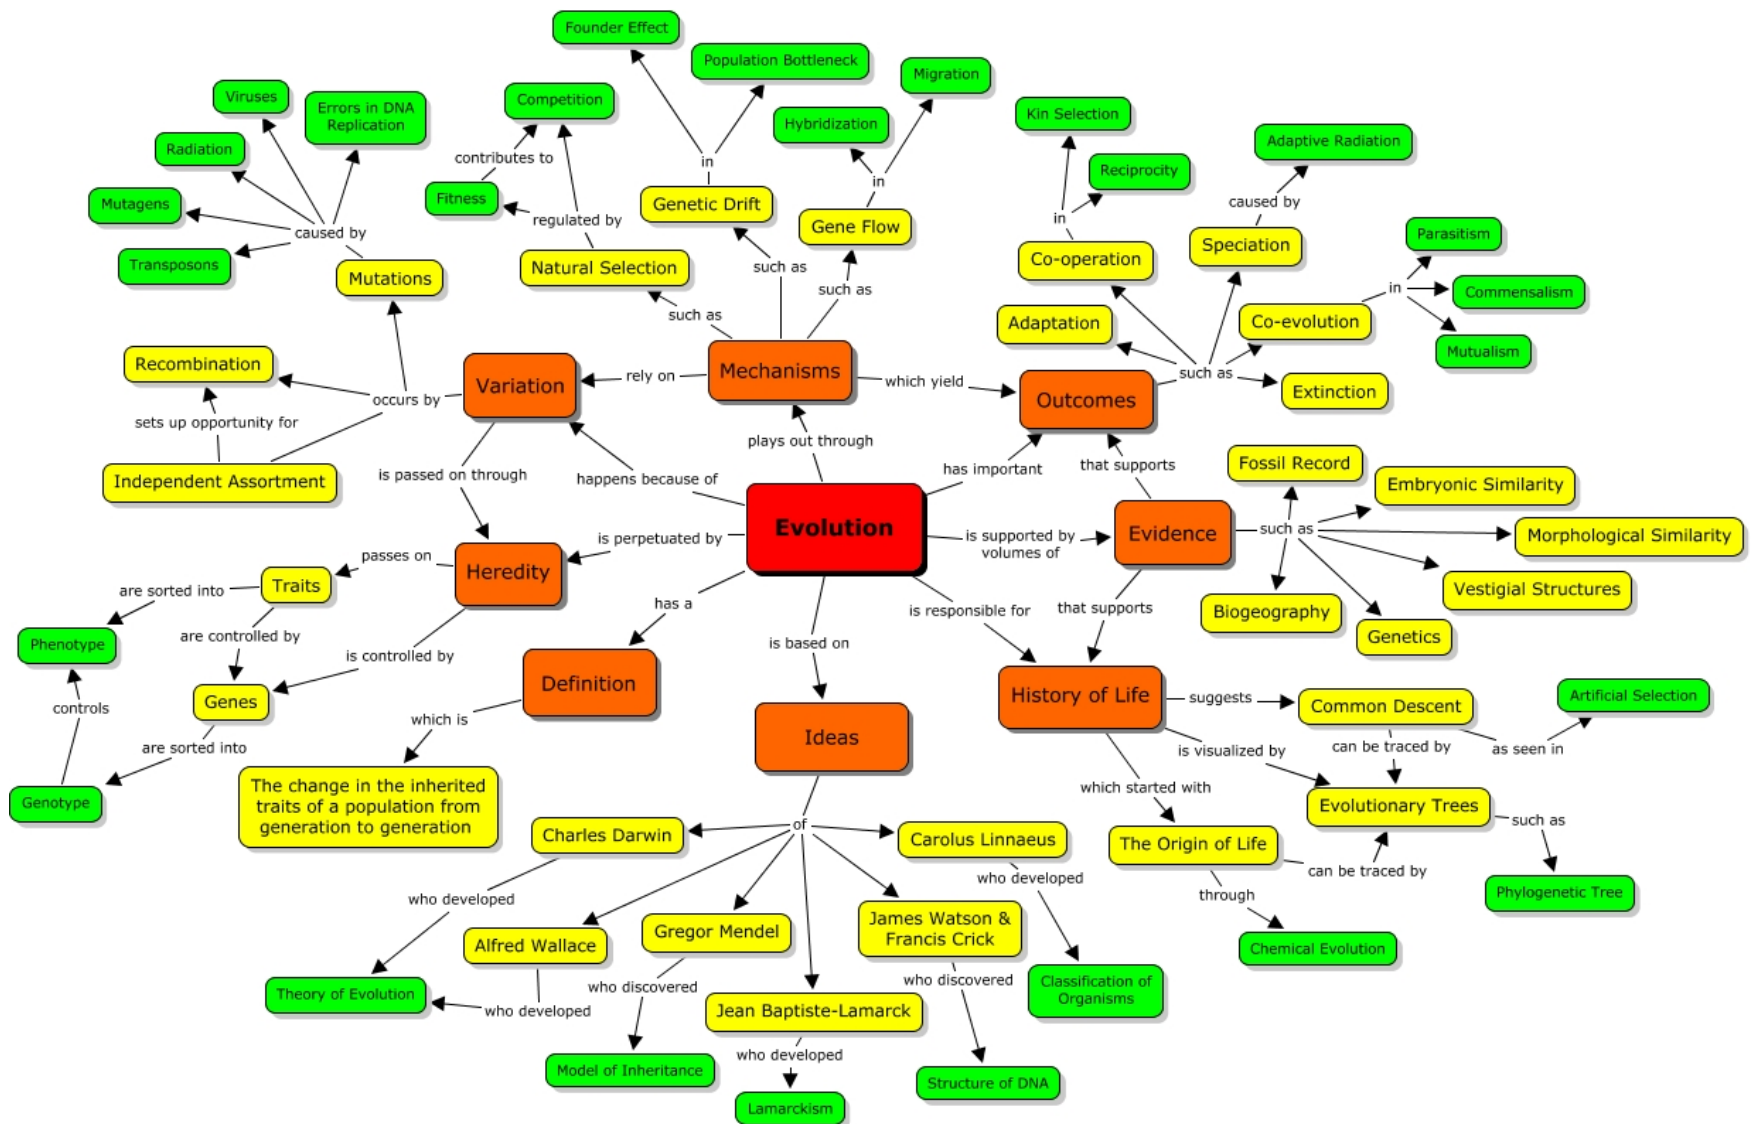 Founder Effect
Population Bottleneck
Migration
Viruses
Errors in DNA
Replication
Competition
Hybridization
Kin Selection
Adaptive Radiation
Radiation
contributes to
in
in
Reciprocity
Mutagens
Fitness
Genetic Drift
caused by
in
caused by
regulated by
Gene Flow
Speciation
Parasitism
Transposons
Mutations
Natural Selection
such as
such as
Co-operation
in
Commensalism
such as
Adaptation
Co-evolution
Mutualism
Recombination
Variation
rely on
Mechanisms
which yield
Outcomes
such as
Extinction
occurs by
sets up opportunity for
plays out through
Independent Assortment
is passed on through
happens because of
has important
that supports
Fossil Record
Embryonic Similarity
Evolution
is perpetuated by
is supported by
volumes of
Evidence
such as
Morphological Similarity
passes on
Heredity
Traits
are sorted into
has a
is responsible for
that supports
Biogeography
Vestigial Structures
Genetics
Phenotype
are controlled by
is controlled by
is based on
Definition
Genes
controls
which is
are sorted into
History of Life
suggests
Common Descent
Artificial Selection
Ideas
is visualized by
can be traced by
as seen in
Genotype
The change in the inherited
traits of a population from
generation to generation
which started with
Evolutionary Trees
such as
Charles Darwin
of
Carolus Linnaeus
The Origin of Life
can be traced by
who developed
who developed
through
Phylogenetic Tree
Alfred Wallace
Gregor Mendel
James Watson &
Francis Crick
Chemical Evolution
Theory of Evolution
who developed
who discovered
who discovered
Classification of
Organisms
Jean Baptiste-Lamarck
who developed
Model of Inheritance
Structure of DNA
Lamarckism